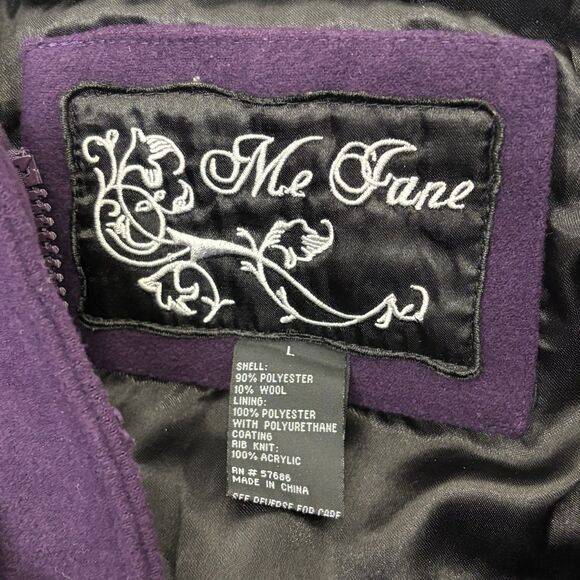 Me Jane
L
SHELL:
90% POLYESTER
10% WOOL
LINING:
100% POLYESTER
WITH POLYURETHANE
COATING
RIB KNIT:
100% ACRYLIC
RN # 57686
MADE IN CHINA
SEE REVERSE FOR CARE